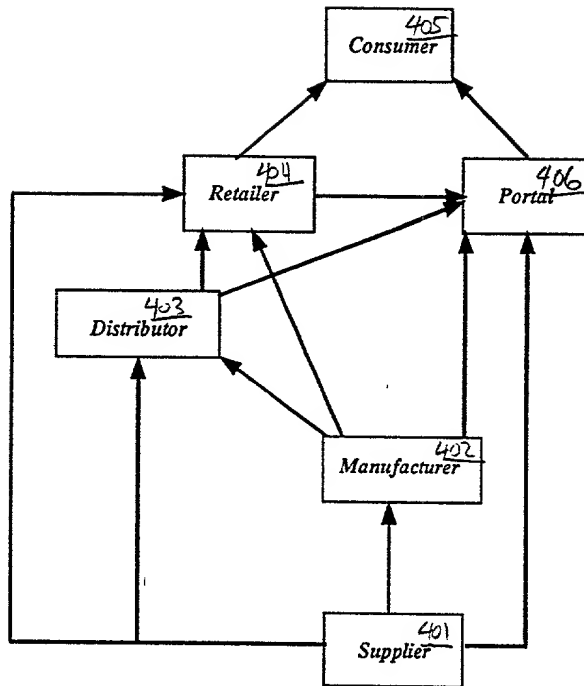 405
Consumer
404
Retailer
406
Portal
403
Distributor
402
Manufacturer
401
Supplier